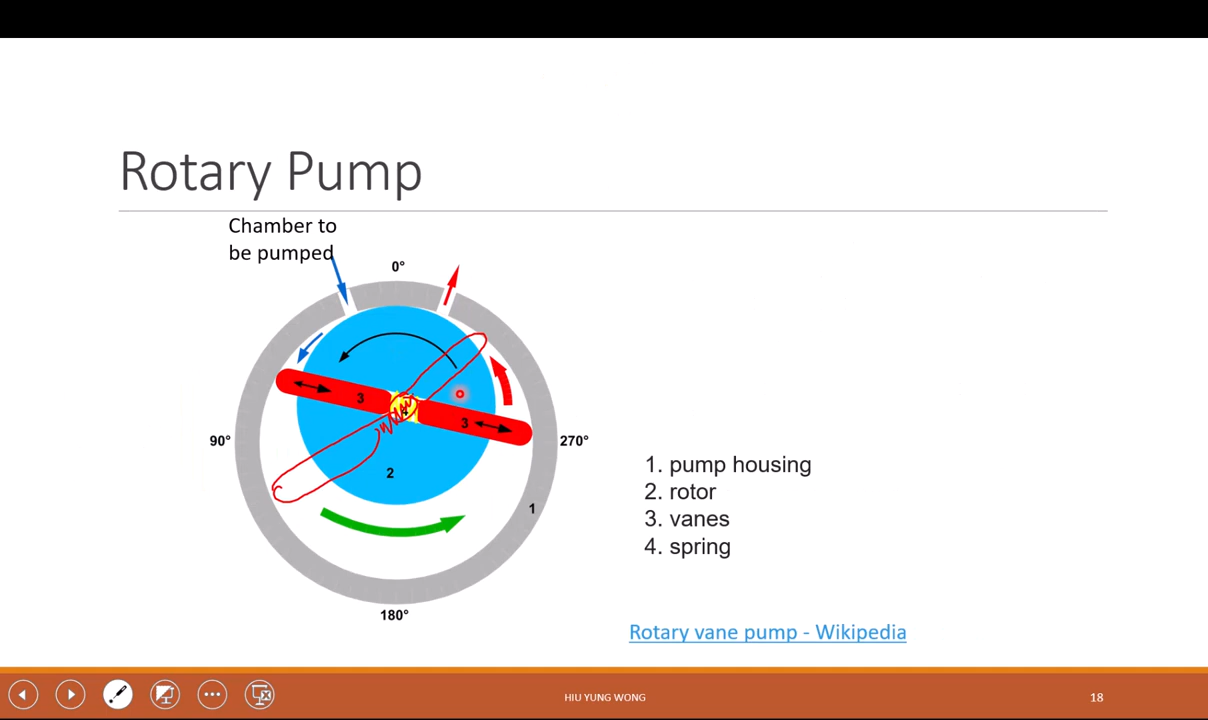 Rotary Pump
Chamber to
be pumped
0°
3
4
3
90°
270°
2
1
180°
1. pump housing
2. rotor
3. vanes
4. spring
Rotary vane pump - Wikipedia
HIU YUNG WONG
18